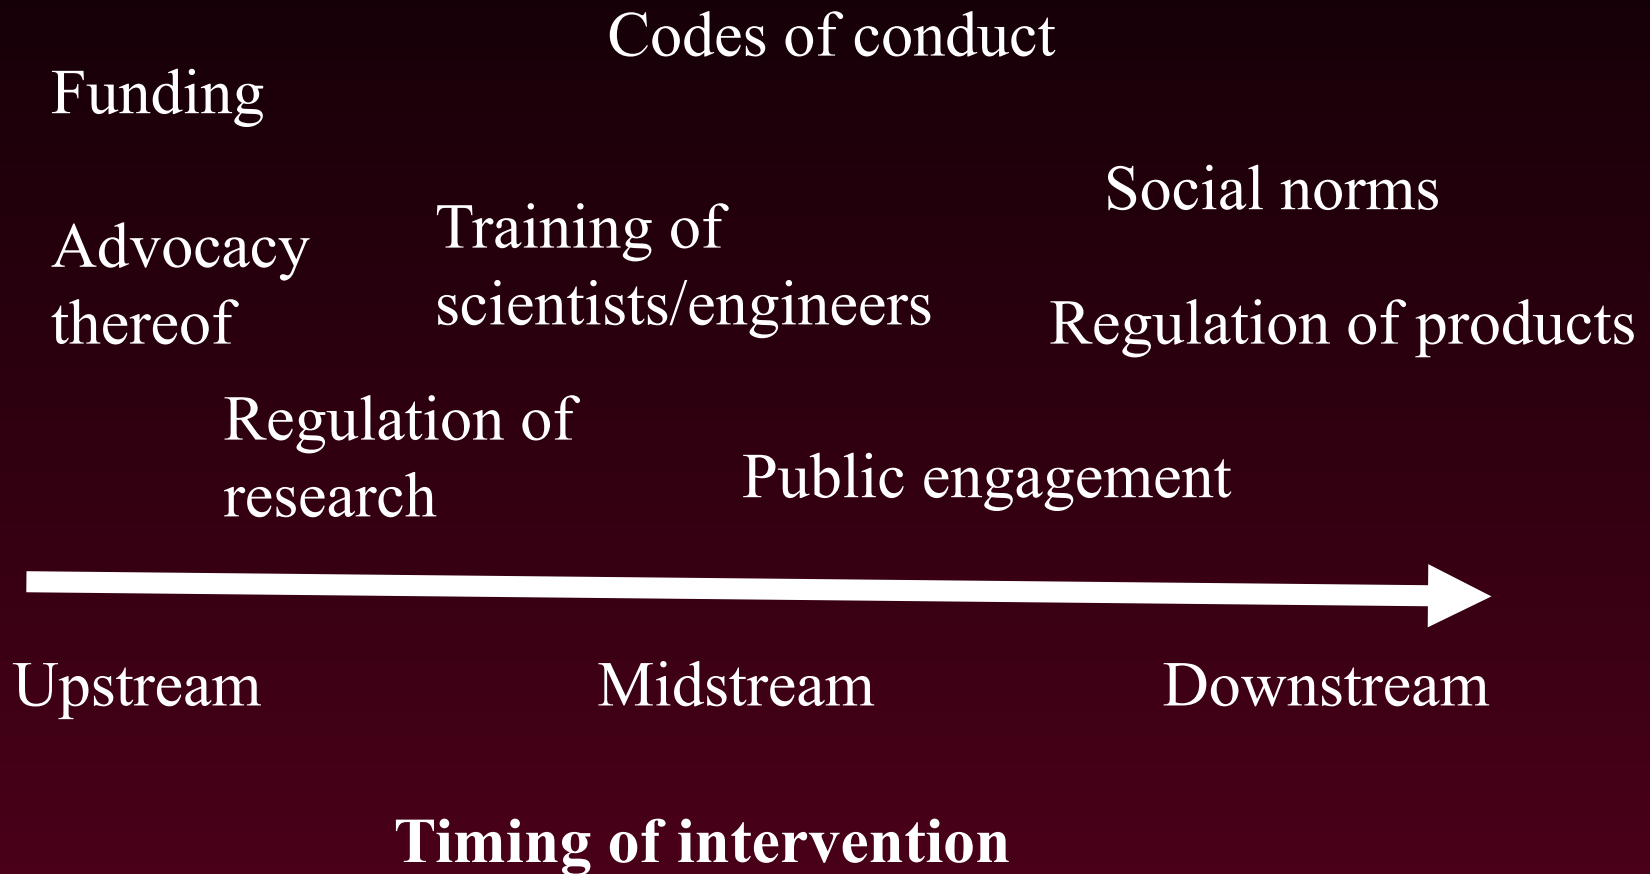 Codes of conduct
Funding
Social norms
Training of
scientists/engineers
Advocacy
thereof
Regulation of products
Regulation of
research
Public engagement
Upstream
Midstream
Downstream
Timing of intervention